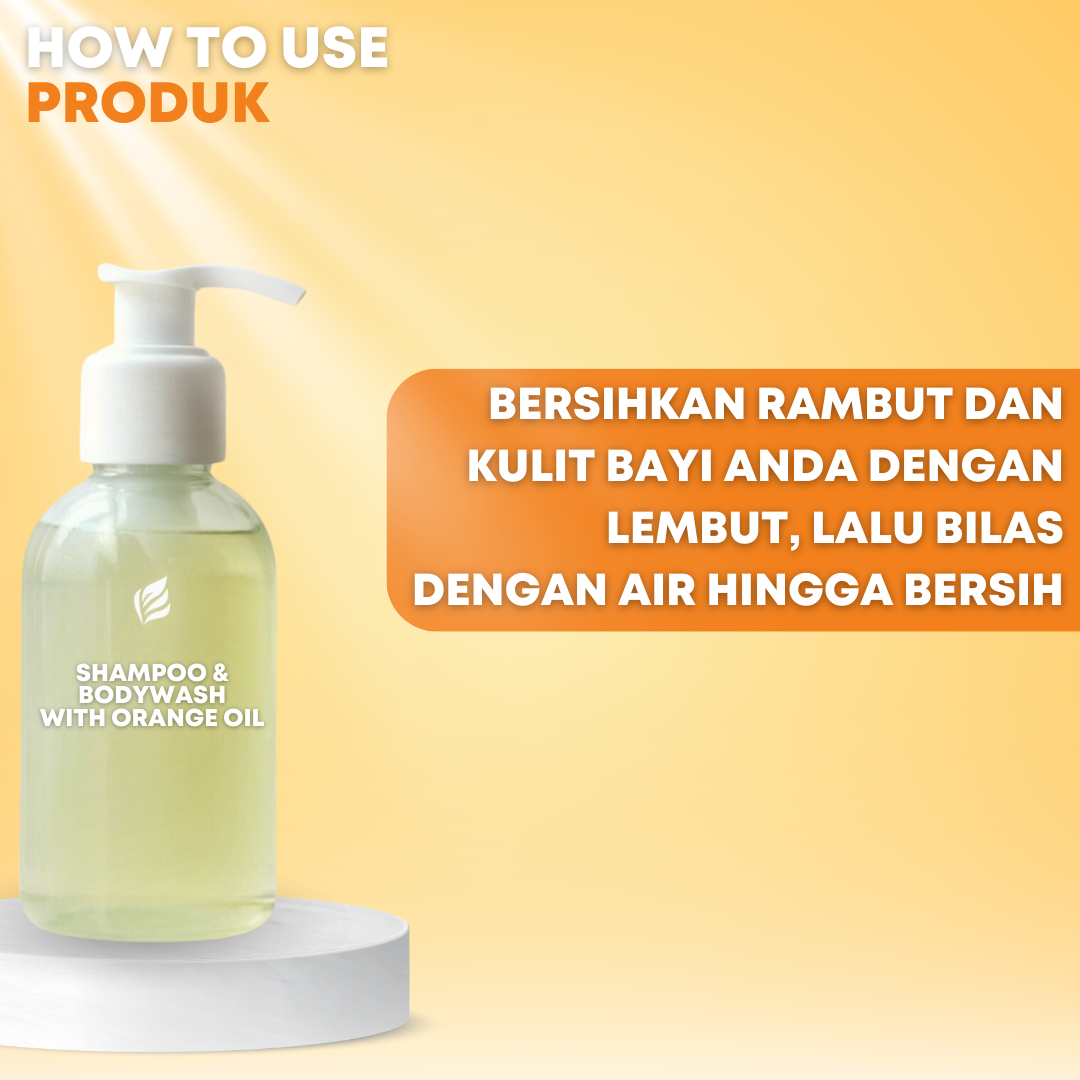 HOW TO USE
PRODUK
BERSIHKAN RAMBUT DAN
KULIT BAYI ANDA DENGAN
LEMBUT, LALU BILAS
DENGAN AIR HINGGA BERSIH
SHAMPOO &
BODYWASH
WITH ORANGE OIL